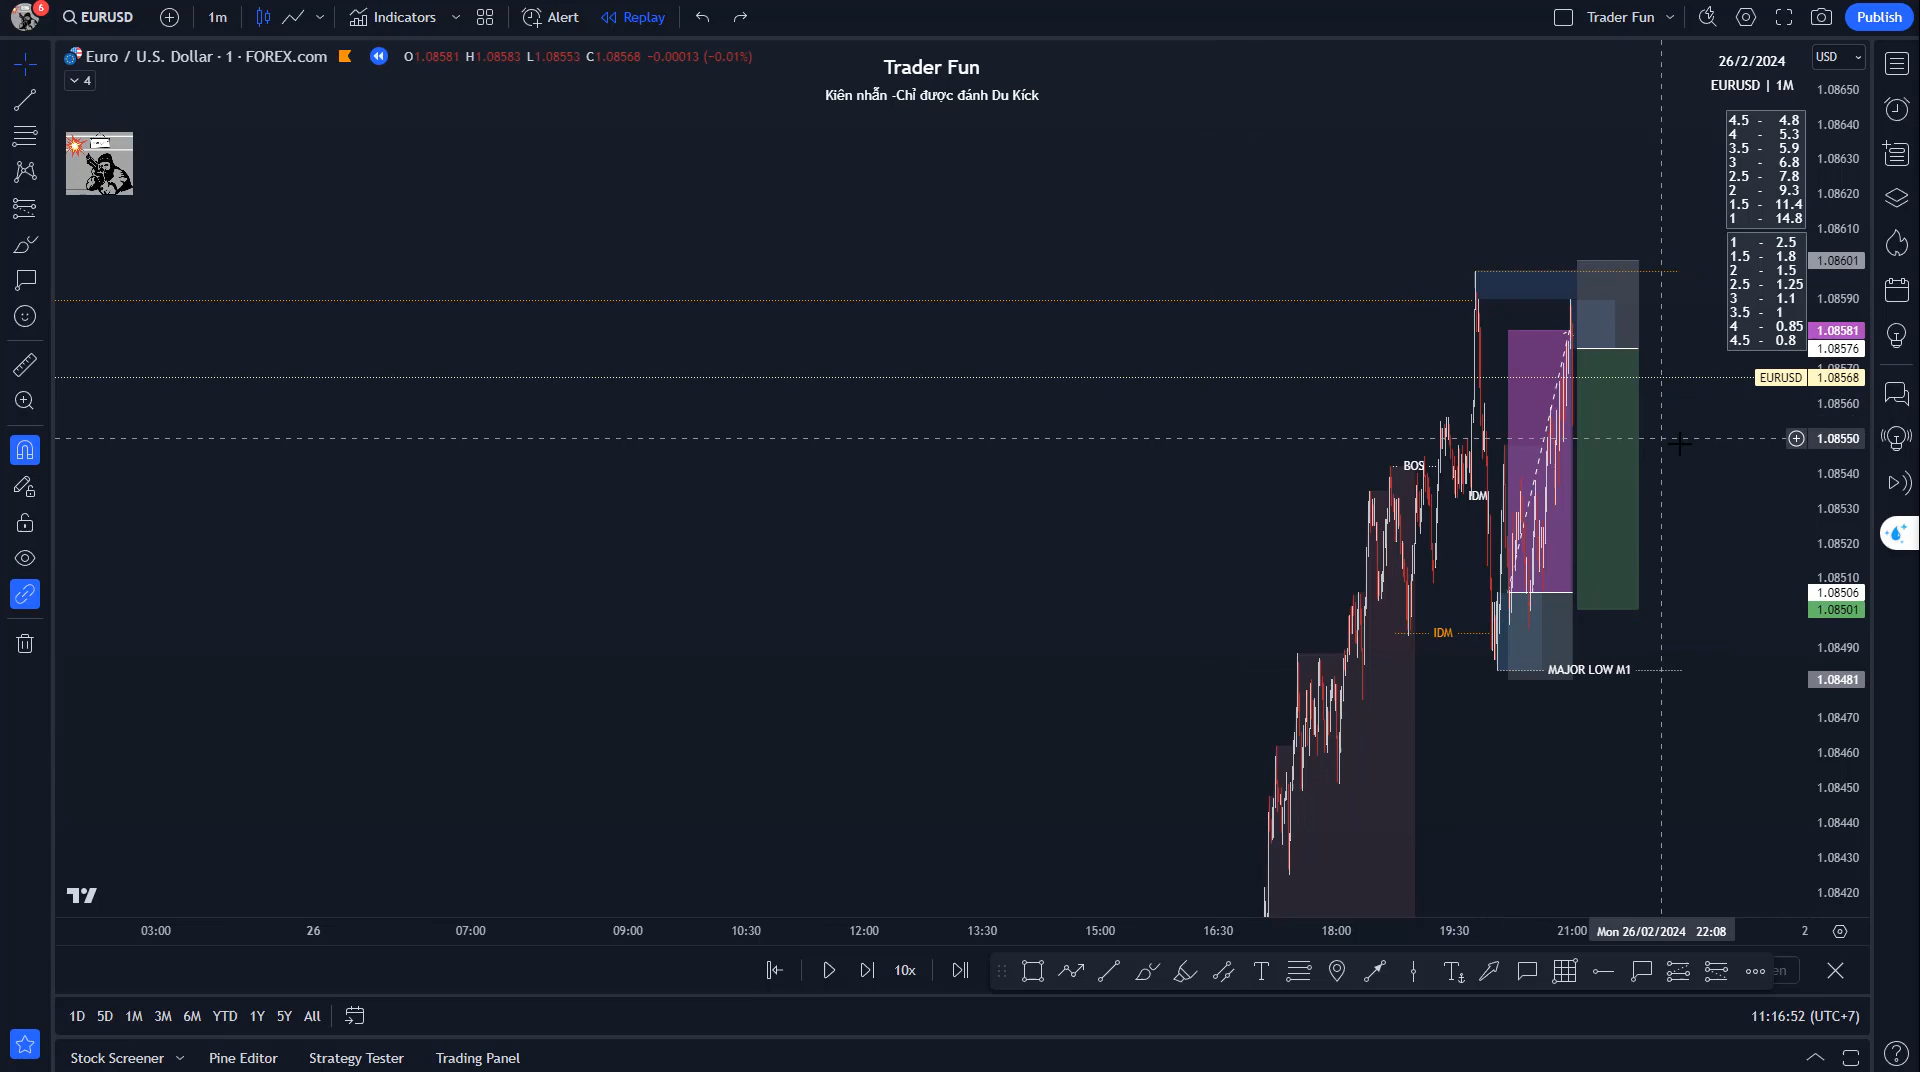 6
EURUSD
1m
Indicators
Alert
Replay
Trader Fun
Publish
Euro / U.S. Dollar · 1 · FOREX.com
O1.08581 H1.08583 L1.08553 C1.08568 -0.00013 (-0.01%)
4
Trader Fun
Kiên nhẫn -Chỉ được đánh Du Kíck
26/2/2024
EURUSD | 1M
USD
4.5 - 4.8
4 - 5.3
3.5 - 5.9
3 - 6.8
2.5 - 7.8
2 - 9.3
1.5 - 11.4
1 - 14.8
1 - 2.5
1.5 - 1.8
2 - 1.5
2.5 - 1.25
3 - 1.1
3.5 - 1
4 - 0.85
4.5 - 0.8
1.08650
1.08640
1.08630
1.08620
1.08610
1.08601
1.08590
1.08581
1.08576
1.08570
EURUSD 1.08568
1.08560
1.08550
1.08540
1.08530
1.08520
1.08510
1.08506
1.08501
1.08490
1.08481
1.08470
1.08460
1.08450
1.08440
1.08430
1.08420
BOS
IDM
IDM
MAJOR LOW M1
03:00
26
07:00
09:00
10:30
12:00
13:30
15:00
16:30
18:00
19:30
21:00
Mon 26/02/2024 22:08
2
10x
en
1D 5D 1M 3M 6M YTD 1Y 5Y All
11:16:52 (UTC+7)
Stock Screener
Pine Editor
Strategy Tester
Trading Panel